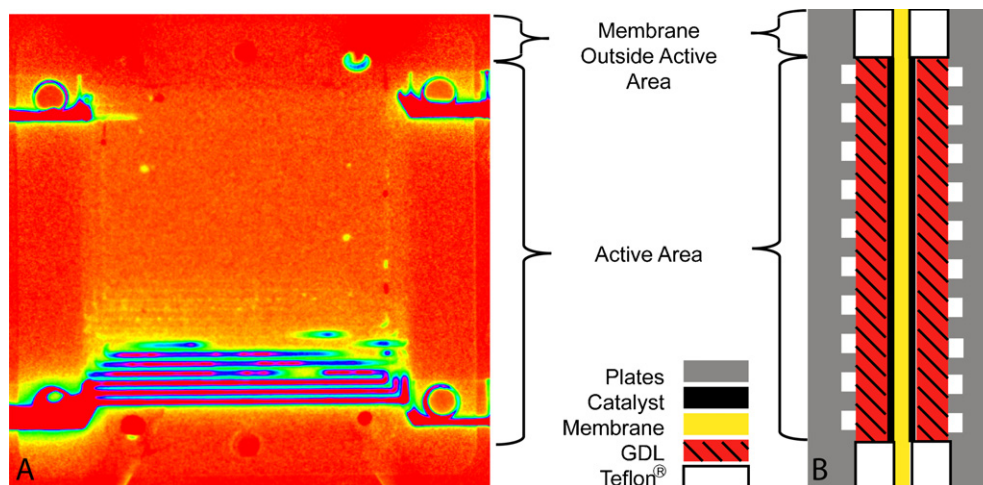 Membrane
Outside Active
Area
Active Area
Plates
Catalyst
Membrane
GDL
Teflon®
A
B